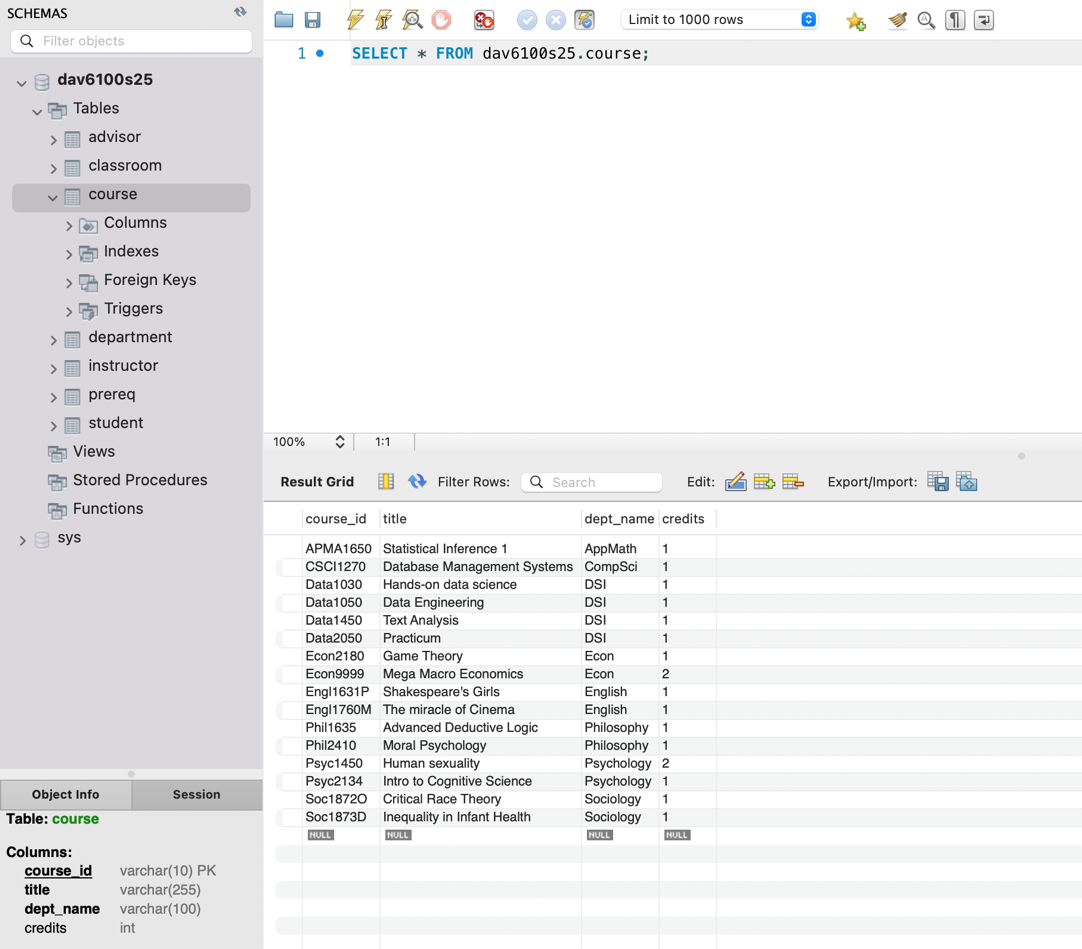 SCHEMAS
Filter objects
dav6100s25
Tables
advisor
classroom
course
Columns
Indexes
Foreign Keys
Triggers
department
instructor
prereq
student
Views
Stored Procedures
Functions
sys
Object Info Session
Table: course
Columns:
course_id varchar(10) PK
title varchar(255)
dept_name varchar(100)
credits int
Limit to 1000 rows
1 SELECT * FROM dav6100s25.course;
100% 1:1
Result Grid Filter Rows: Search Edit: Export/Import:
course_id title dept_name credits
APMA1650 Statistical Inference 1 AppMath 1
CSCI1270 Database Management Systems CompSci 1
Data1030 Hands-on data science DSI 1
Data1050 Data Engineering DSI 1
Data1450 Text Analysis DSI 1
Data2050 Practicum DSI 1
Econ2180 Game Theory Econ 1
Econ9999 Mega Macro Economics Econ 2
Engl1631P Shakespeare's Girls English 1
Engl1760M The miracle of Cinema English 1
Phil1635 Advanced Deductive Logic Philosophy 1
Phil2410 Moral Psychology Philosophy 1
Psyc1450 Human sexuality Psychology 2
Psyc2134 Intro to Cognitive Science Psychology 1
Soc1872O Critical Race Theory Sociology 1
Soc1873D Inequality in Infant Health Sociology 1
NULL NULL NULL NULL